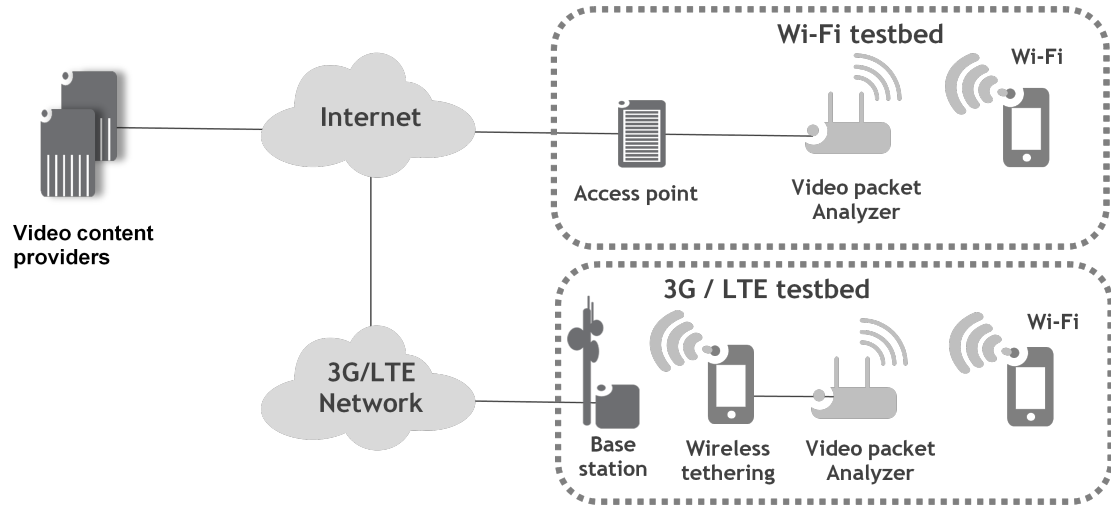 Wi-Fi testbed
Wi-Fi
Internet
Access point
Video packet
Analyzer
Video content
providers
3G / LTE testbed
Wi-Fi
3G/LTE
Network
Base
station
Wireless
tethering
Video packet
Analyzer